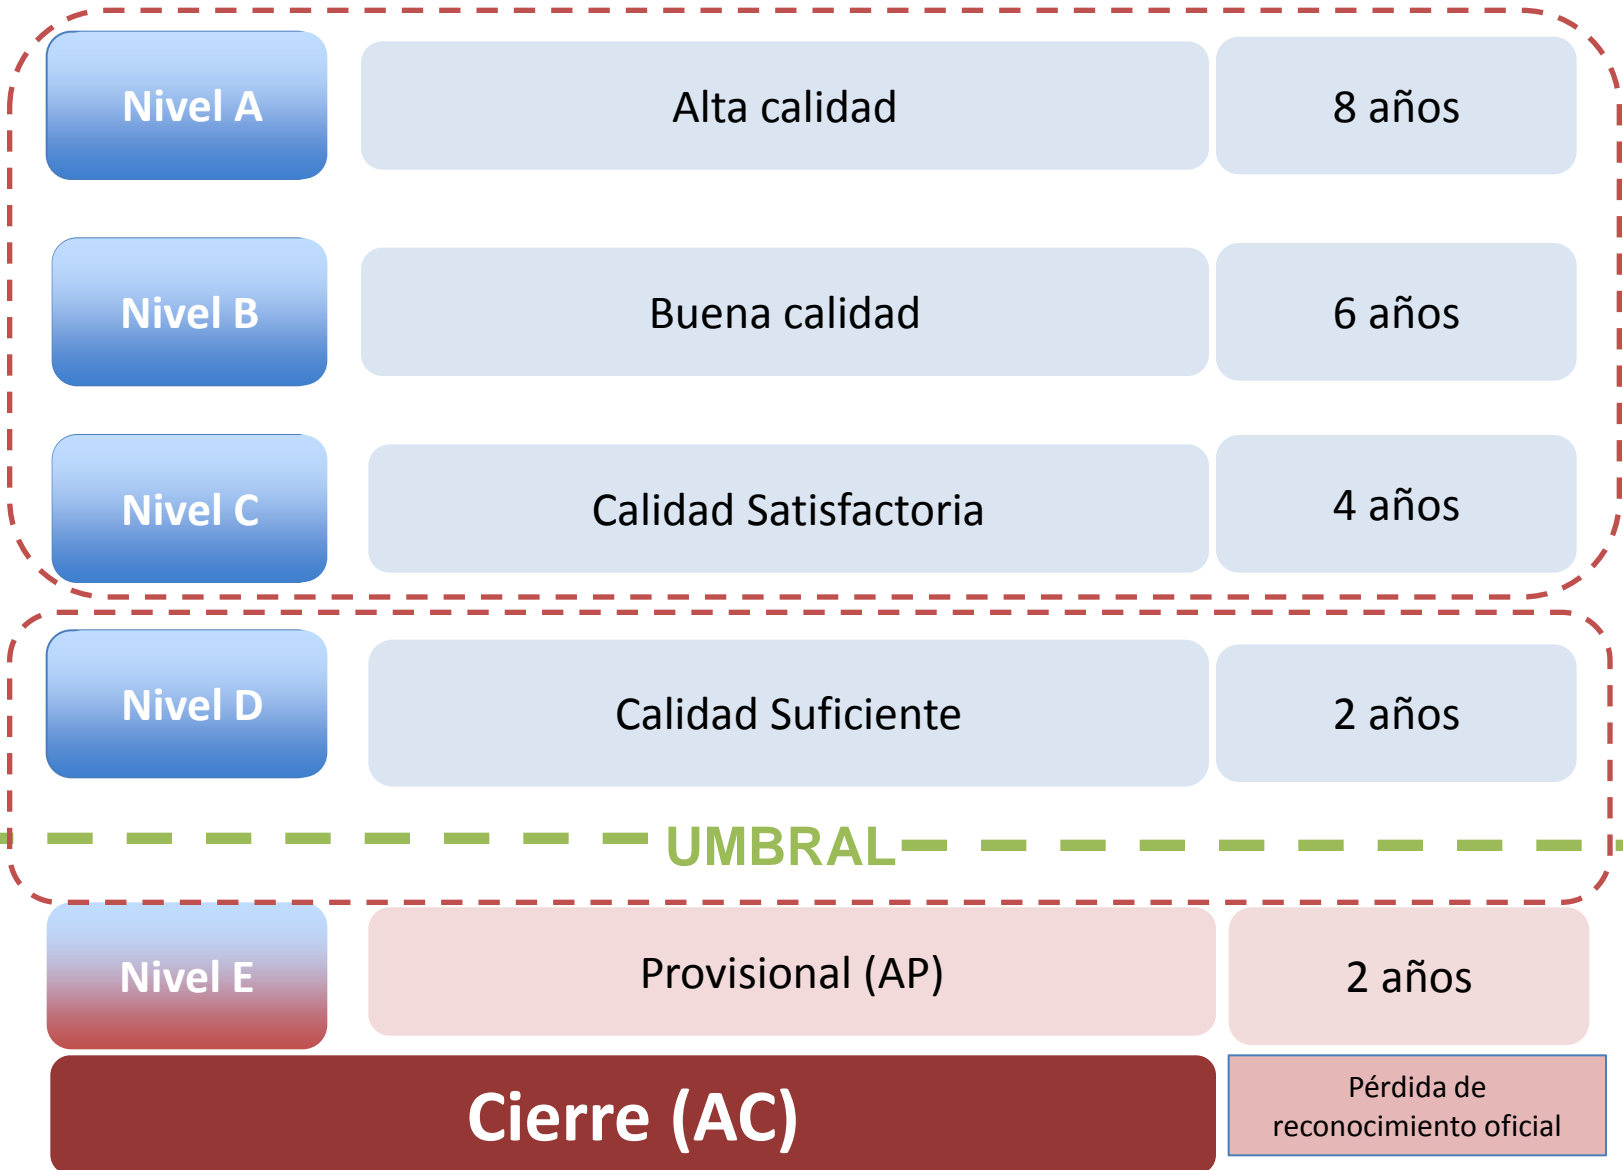 Nivel A
Alta calidad
8 años
Nivel B
Buena calidad
6 años
Nivel C
Calidad Satisfactoria
4 años
Nivel D
Calidad Suficiente
2 años
UMBRAL
Nivel E
Provisional (AP)
2 años
Cierre (AC)
Pérdida de
reconocimiento oficial